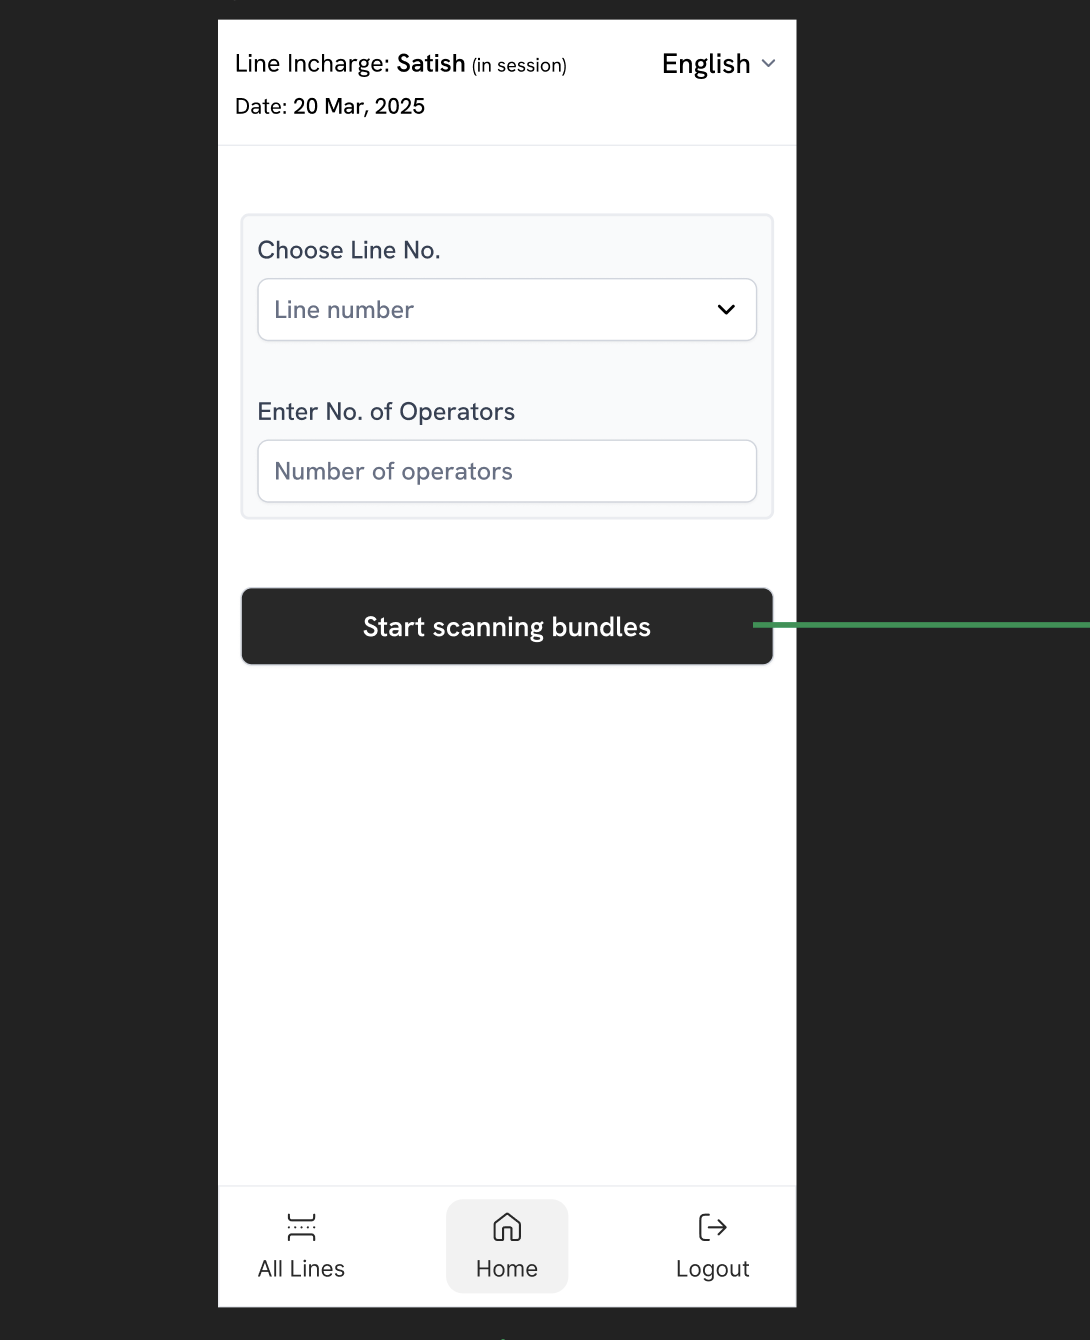 Line Incharge: Satish (in session)
English
Date: 20 Mar, 2025
Choose Line No.
Line number
Enter No. of Operators
Number of operators
Start scanning bundles
All Lines
Home
Logout